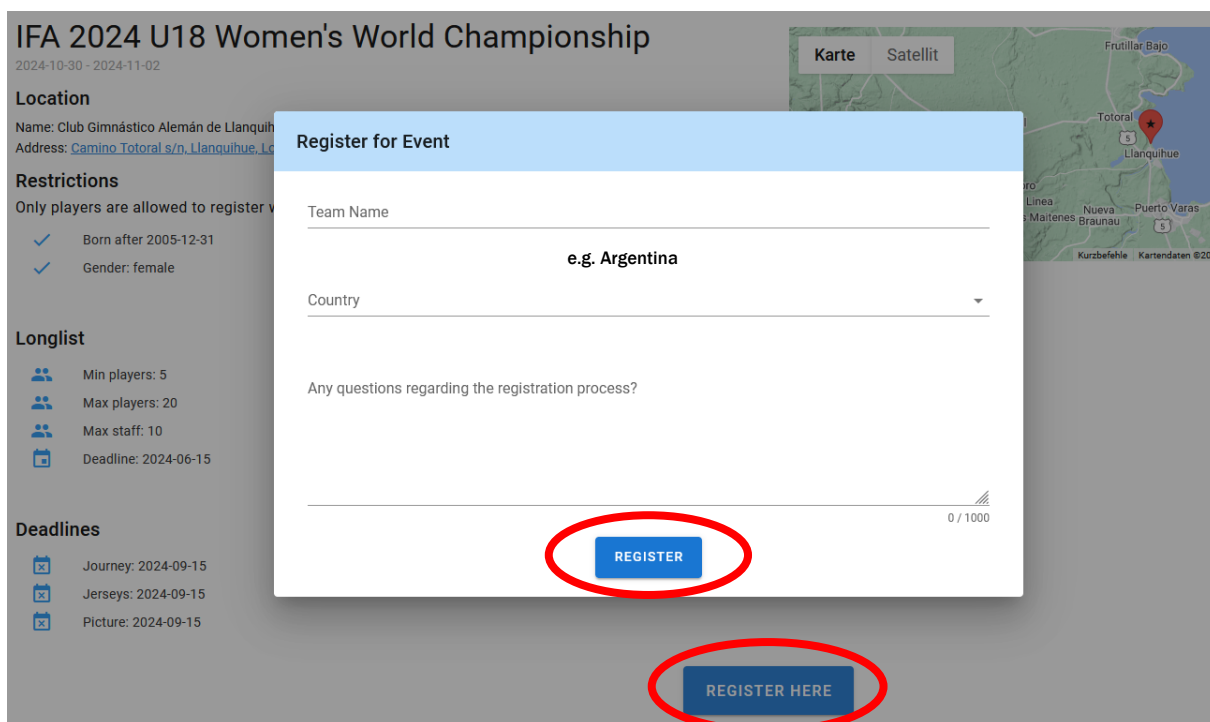 IFA 2024 U18 Women's World Championship
2024-10-30 - 2024-11-02
Location
Name: Club Gimnástico Alemán de Llanquih
Address: Camino Totoral s/n, Llanquihue, Lo
Restrictions
Only players are allowed to register w
Born after 2005-12-31
Gender: female
Longlist
Min players: 5
Max players: 20
Max staff: 10
Deadline: 2024-06-15
Deadlines
Journey: 2024-09-15
Jerseys: 2024-09-15
Picture: 2024-09-15
Register for Event
Team Name
e.g. Argentina
Country
Any questions regarding the registration process?
0 / 1000
REGISTER
REGISTER HERE
Karte Satellit
Frutillar Bajo
Totoral
5
Llanquihue
Linea
Maitenes
Nueva Braunau
Puerto Varas
5
Kurzbefehle Kartendaten ©20